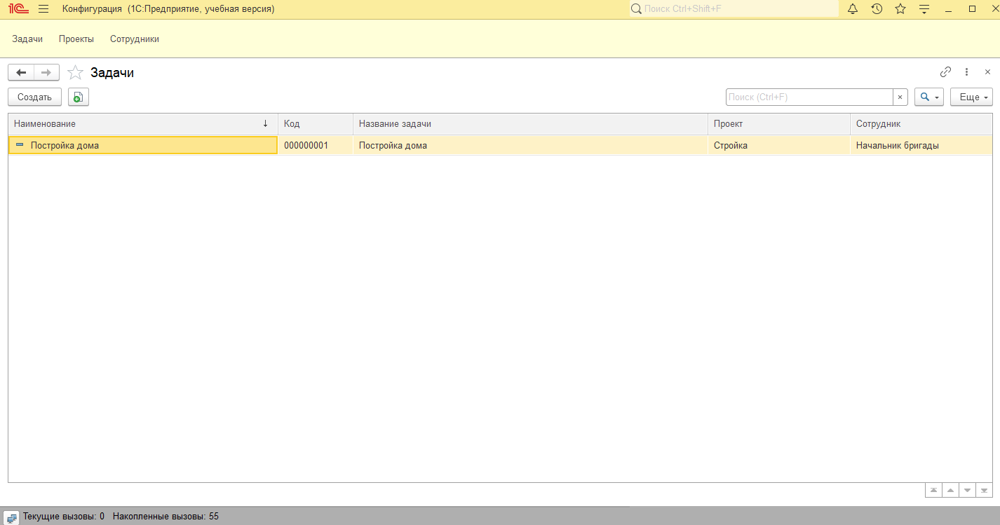 1С Конфигурация (1С:Предприятие, учебная версия) Поиск Ctrl+Shift+F
Задачи Проекты Сотрудники
Задачи
Создать Поиск (Ctrl+F) × Еще
Наименование ↓ Код Название задачи Проект Сотрудник
Постройка дома 000000001 Постройка дома Стройка Начальник бригады
Текущие вызовы: 0 Накопленные вызовы: 55